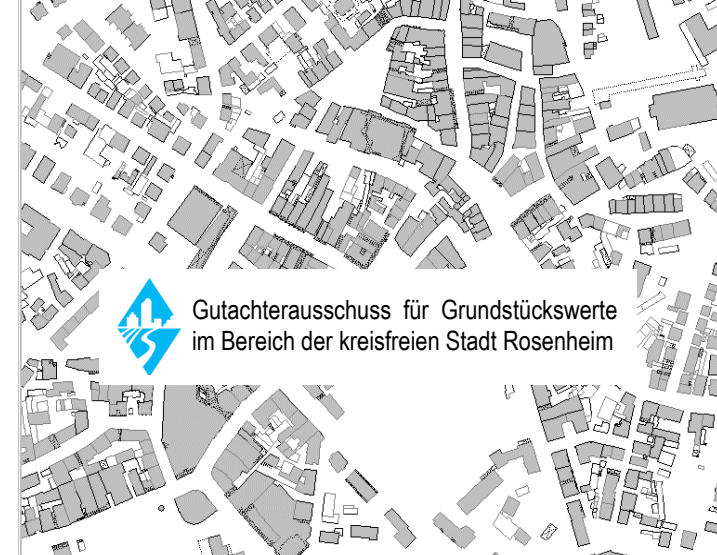 Gutachterausschuss für Grundstückswerte
im Bereich der kreisfreien Stadt Rosenheim